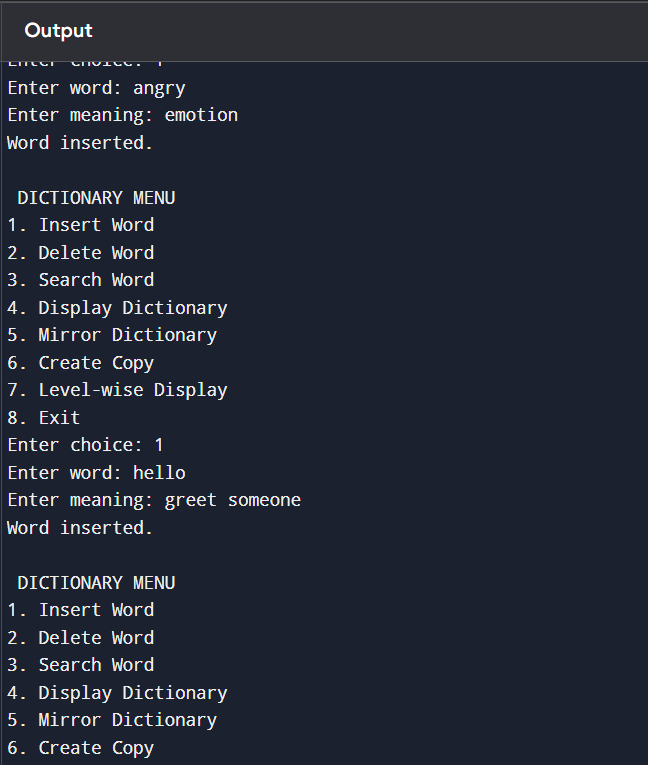 Output
Enter choice: 1
Enter word: angry
Enter meaning: emotion
Word inserted.
DICTIONARY MENU
1. Insert Word
2. Delete Word
3. Search Word
4. Display Dictionary
5. Mirror Dictionary
6. Create Copy
7. Level-wise Display
8. Exit
Enter choice: 1
Enter word: hello
Enter meaning: greet someone
Word inserted.
DICTIONARY MENU
1. Insert Word
2. Delete Word
3. Search Word
4. Display Dictionary
5. Mirror Dictionary
6. Create Copy